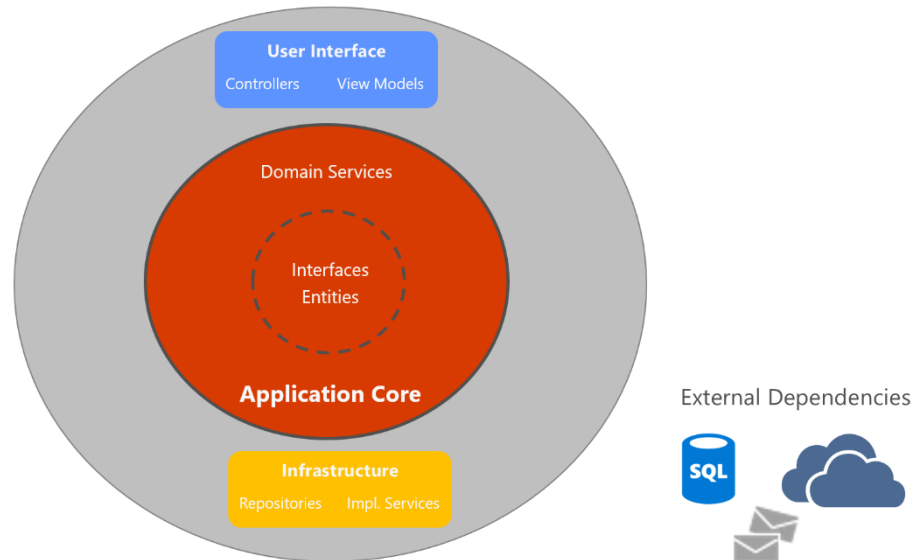 User Interface
Controllers View Models
Domain Services
Interfaces
Entities
Application Core
Infrastructure
Repositories Impl. Services
External Dependencies
SQL